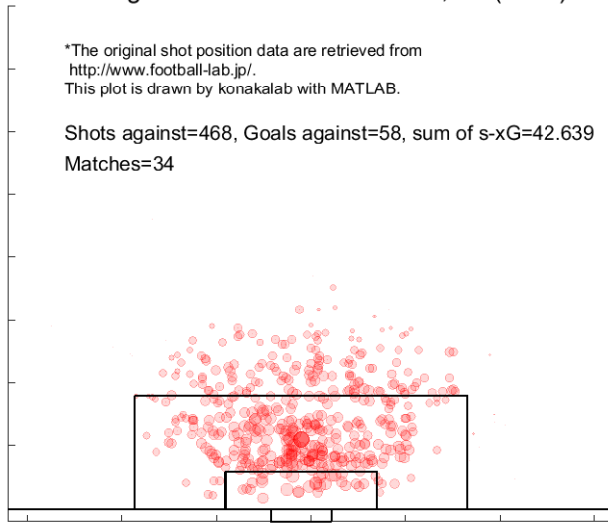 *The original shot position data are retrieved from
http://www.football-lab.jp/.
This plot is drawn by konakalab with MATLAB.
Shots against=468, Goals against=58, sum of s-xG=42.639
Matches=34